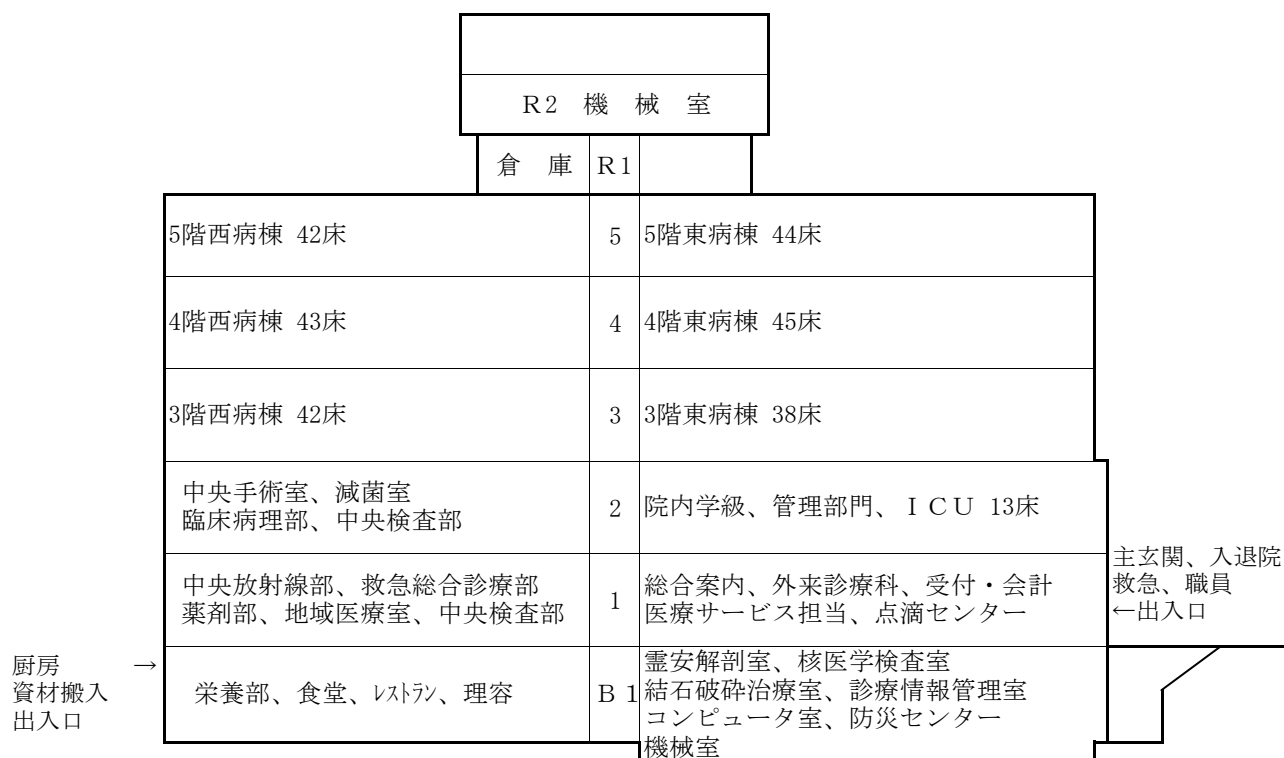 R2 機 械 室
倉 庫 R1
5階西病棟 42床 5 5階東病棟 44床
4階西病棟 43床 4 4階東病棟 45床
3階西病棟 42床 3 3階東病棟 38床
中央手術室、減菌室
臨床病理部、中央検査部
2
院内学級、管理部門、ＩＣＵ 13床
中央放射線部、救急総合診療部
薬剤部、地域医療室、中央検査部
1
総合案内、外来診療科、受付・会計
医療サービス担当、点滴センター
主玄関、入退院
救急、職員
←出入口
厨房 →
資材搬入
出入口
栄養部、食堂、ﾚｽﾄﾗﾝ、理容
B1
霊安解剖室、核医学検査室
結石破砕治療室、診療情報管理室
コンピュータ室、防災センター
機械室